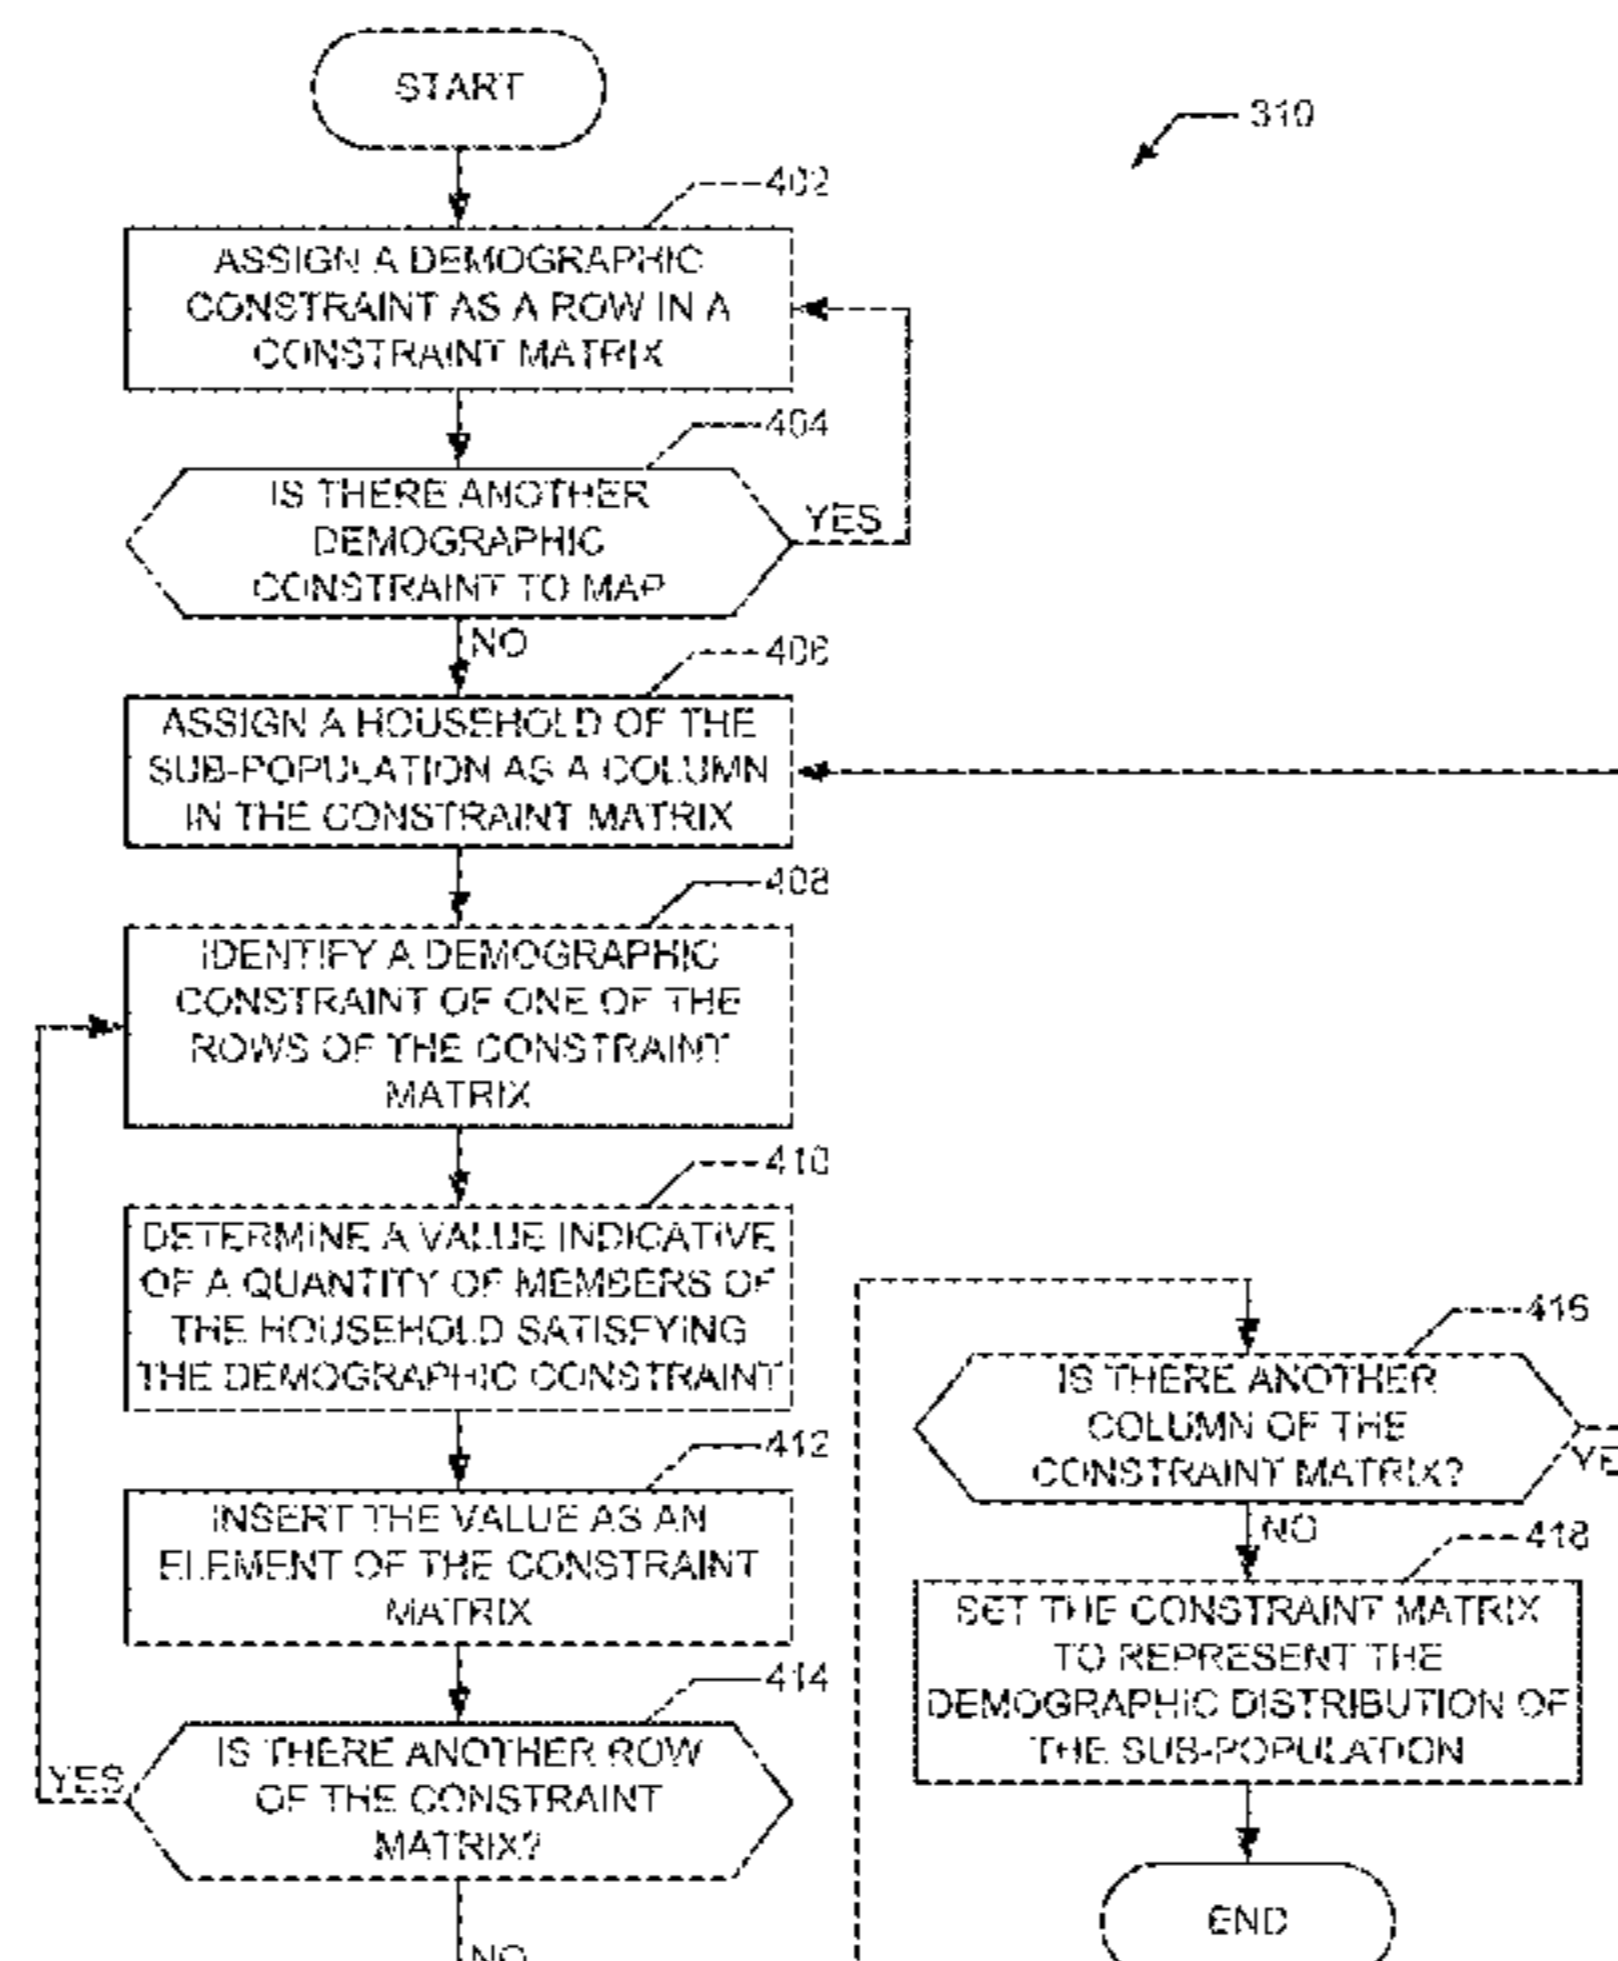 START
310
402
ASSIGN A DEMOGRAPHIC
CONSTRAINT AS A ROW IN A
CONSTRAINT MATRIX
404
IS THERE ANOTHER
DEMOGRAPHIC
CONSTRAINT TO MAP
YES
NO
406
ASSIGN A HOUSEHOLD OF THE
SUB-POPULATION AS A COLUMN
IN THE CONSTRAINT MATRIX
408
IDENTIFY A DEMOGRAPHIC
CONSTRAINT OF ONE OF THE
ROWS OF THE CONSTRAINT
MATRIX
410
DETERMINE A VALUE INDICATIVE
OF A QUANTITY OF MEMBERS OF
THE HOUSEHOLD SATISFYING
THE DEMOGRAPHIC CONSTRAINT
412
INSERT THE VALUE AS AN
ELEMENT OF THE CONSTRAINT
MATRIX
414
IS THERE ANOTHER ROW
OF THE CONSTRAINT
MATRIX?
YES
NO
416
IS THERE ANOTHER
COLUMN OF THE
CONSTRAINT MATRIX?
YE
NO
418
SET THE CONSTRAINT MATRIX
TO REPRESENT THE
DEMOGRAPHIC DISTRIBUTION OF
THE SUB-POPULATION
END